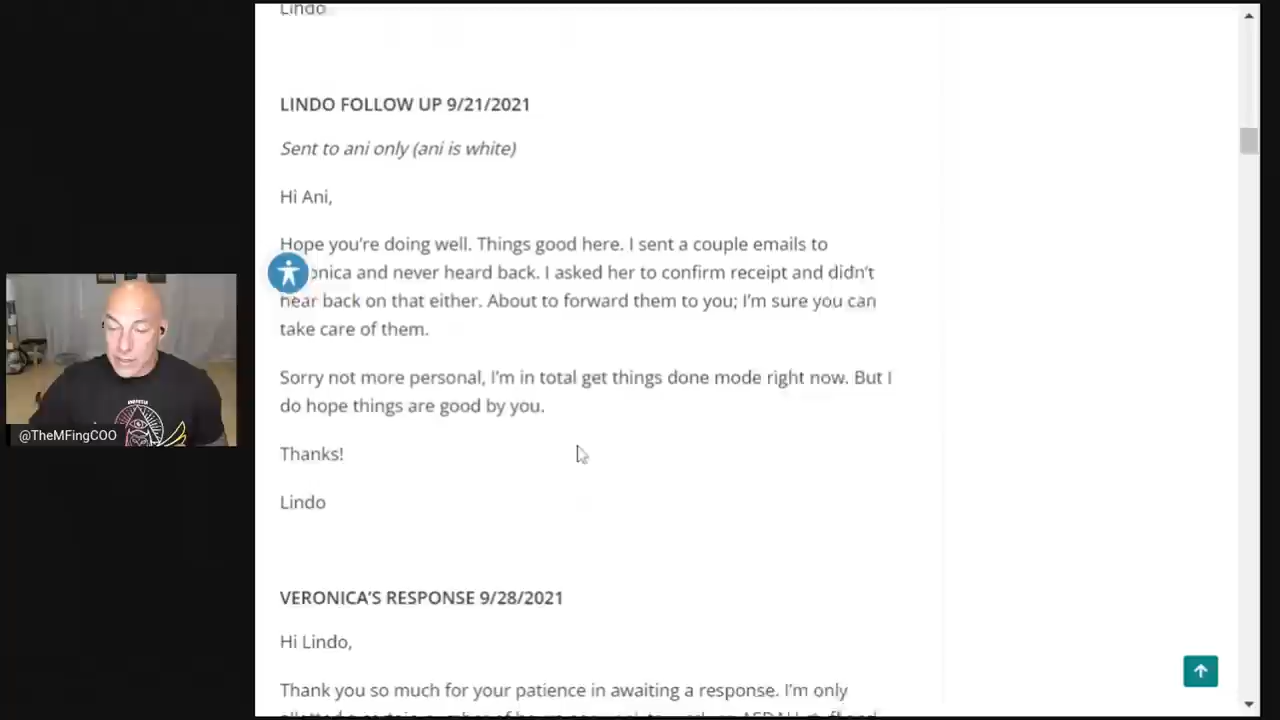 Lindo
LINDO FOLLOW UP 9/21/2021
Sent to ani only (ani is white)
Hi Ani,
Hope you're doing well. Things good here. I sent a couple emails to
onica and never heard back. I asked her to confirm receipt and didn't
hear back on that either. About to forward them to you; I'm sure you can
take care of them.
Sorry not more personal, I'm in total get things done mode right now. But I
do hope things are good by you.
Thanks!
Lindo
VERONICA'S RESPONSE 9/28/2021
Hi Lindo,
Thank you so much for your patience in awaiting a response. I'm only
@TheMFingCOO